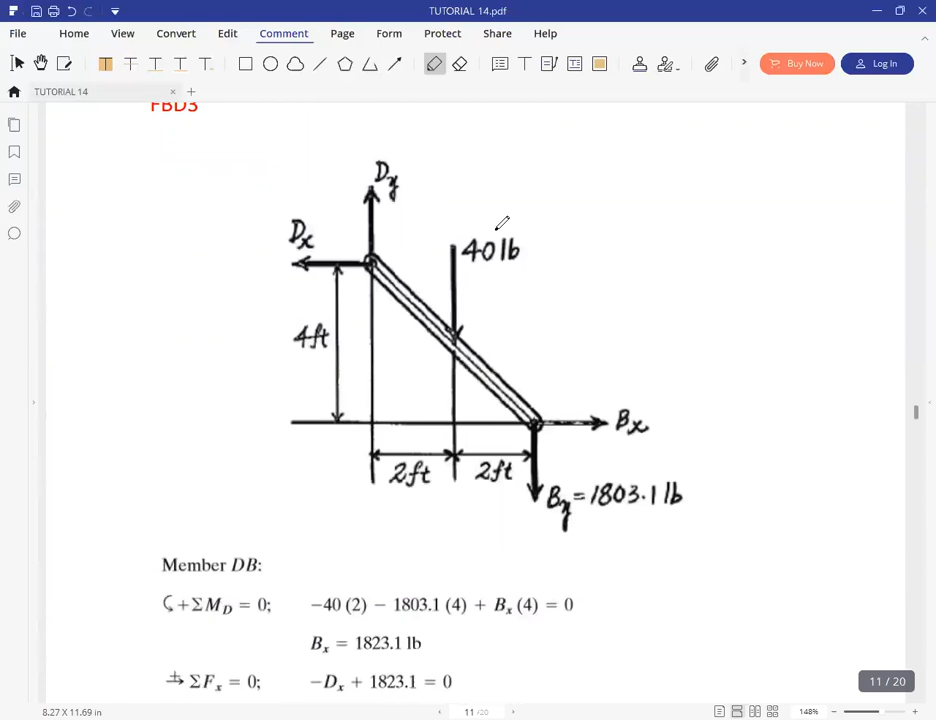 TUTORIAL 14.pdf
File Home View Convert Edit Comment Page Form Protect Share Help
Buy Now Log In
TUTORIAL 14
FBD3
Dy
Dx
40 lb
4ft
Bx
2ft 2ft
By=1803.1 lb
Member DB:
+ΣM_D = 0; −40 (2) − 1803.1 (4) + Bx (4) = 0
Bx = 1823.1 lb
ΣFx = 0; −Dx + 1823.1 = 0
11 / 20
8.27 X 11.69 in 11 /20 148%